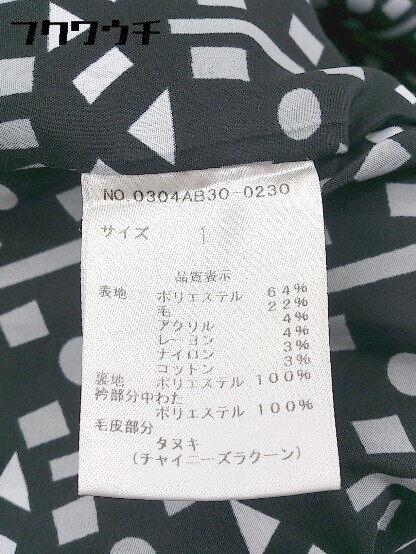 フクワウチ
NO.0304AB30-0230
サイズ 1
品質表示
表地 ポリエステル 64%
毛 22%
アクリル 4%
レーヨン 4%
ナイロン 3%
コットン 3%
裏地 ポリエステル 100%
衿部分中わた
ポリエステル 100%
毛皮部分
タヌキ
(チャイニーズラクーン)